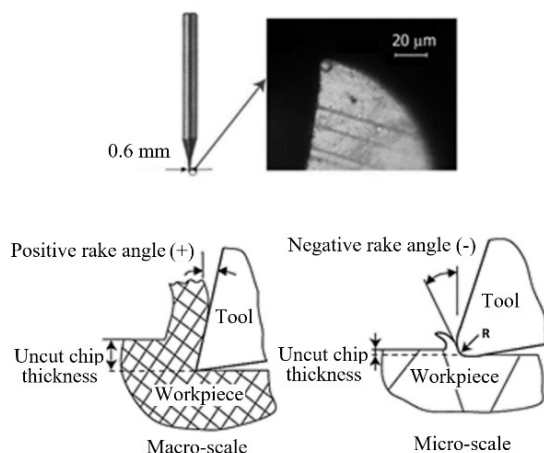 20 μm
0.6 mm
Positive rake angle (+)
Negative rake angle (-)
Tool
Tool
R
Uncut chip
thickness
Uncut chip
thickness
Workpiece
Workpiece
Macro-scale
Micro-scale